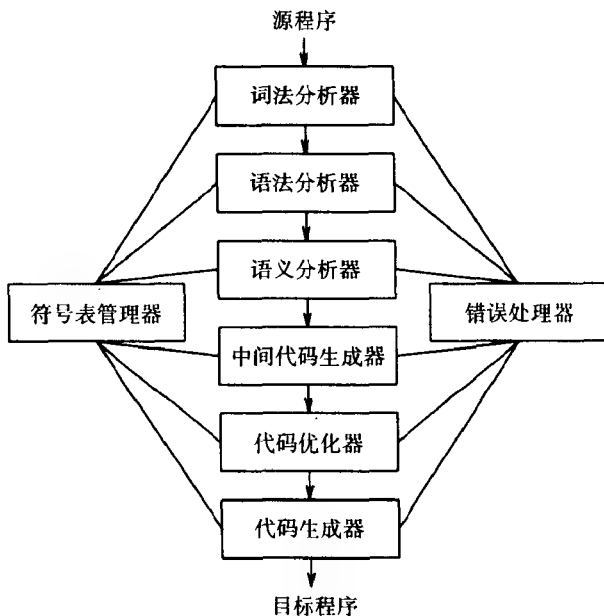 源程序
词法分析器
语法分析器
语义分析器
符号表管理器
错误处理器
中间代码生成器
代码优化器
代码生成器
目标程序